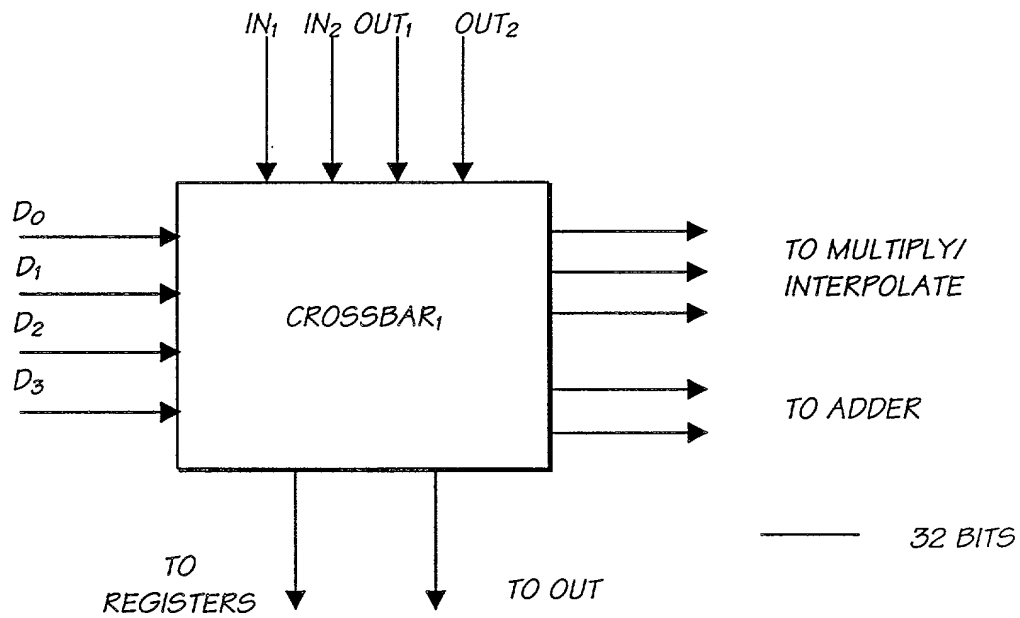 IN₁ IN₂ OUT₁ OUT₂
D₀
D₁
D₂
D₃
CROSSBAR₁
TO MULTIPLY/
INTERPOLATE
TO ADDER
32 BITS
TO
REGISTERS
TO OUT